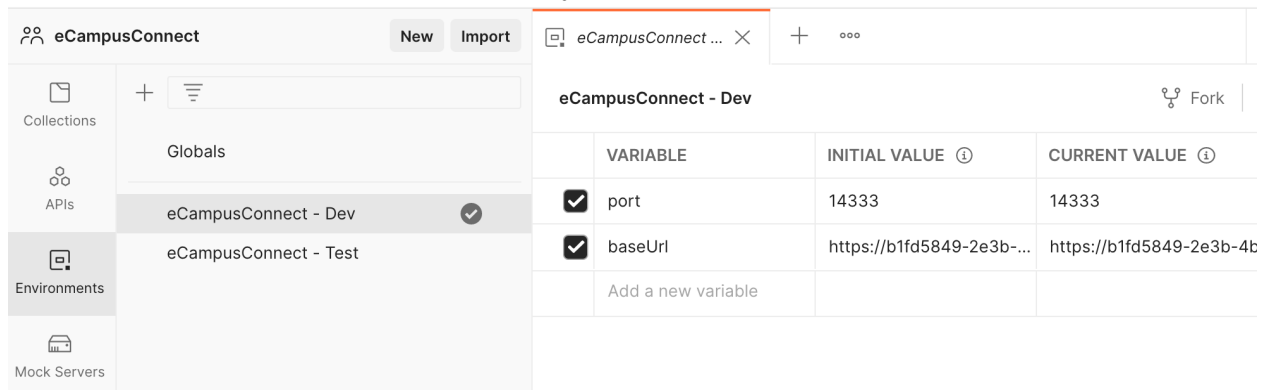 eCampusConnect
New
Import
Collections
APIs
Environments
Mock Servers
Globals
eCampusConnect - Dev
eCampusConnect - Test
eCampusConnect ...
eCampusConnect - Dev
Fork
VARIABLE INITIAL VALUE CURRENT VALUE
port 14333 14333
baseUrl https://b1fd5849-2e3b-... https://b1fd5849-2e3b-4b
Add a new variable